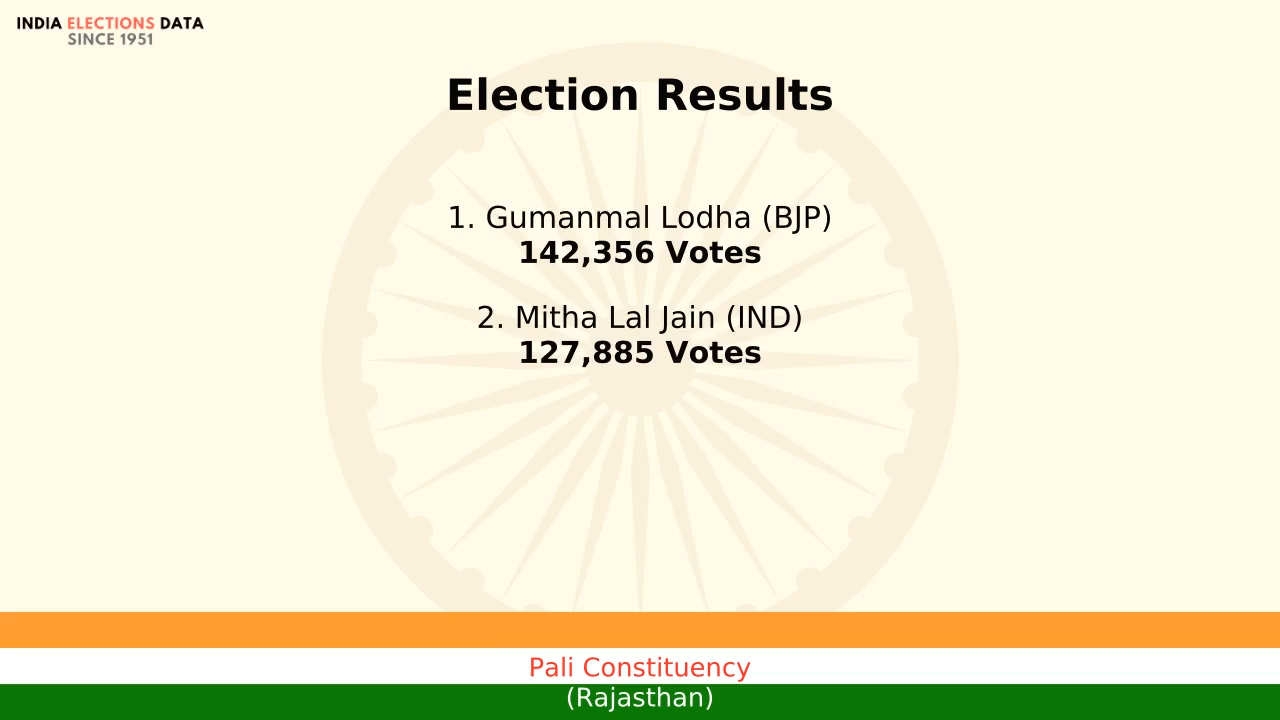 INDIA ELECTIONS DATA
SINCE 1951
Election Results
1. Gumanmal Lodha (BJP)
142,356 Votes
2. Mitha Lal Jain (IND)
127,885 Votes
Pali Constituency
(Rajasthan)